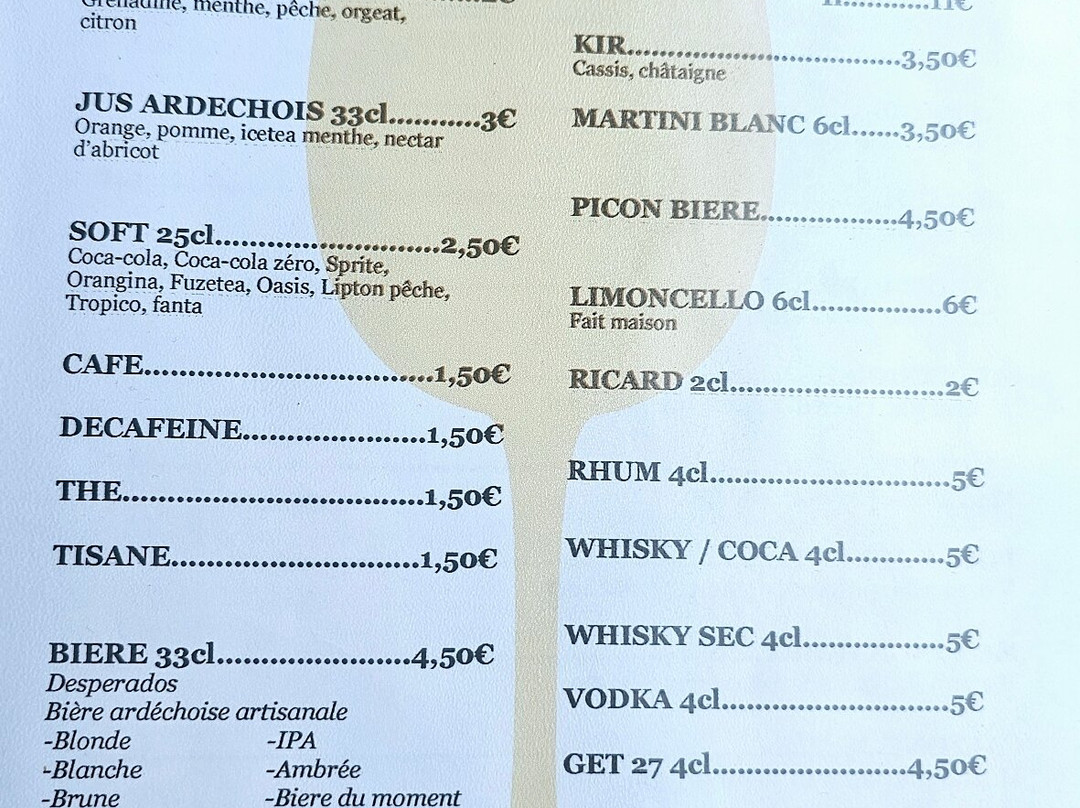 Grenadine, menthe, pêche, orgeat,
citron
JUS ARDECHOIS 33cl...........3€
Orange, pomme, icetea menthe, nectar
d'abricot
SOFT 25cl............................2,50€
Coca-cola, Coca-cola zéro, Sprite,
Orangina, Fuzetea, Oasis, Lipton pêche,
Tropico, fanta
CAFE....................................1,50€
DECAFEINE.......................1,50€
THE......................................1,50€
TISANE...............................1,50€
BIERE 33cl........................4,50€
Desperados
Bière ardéchoise artisanale
-Blonde -IPA
-Blanche -Ambrée
-Brune -Biere du moment
KIR..................................3,50€
Cassis, châtaigne
MARTINI BLANC 6cl......3,50€
PICON BIERE.................4,50€
LIMONCELLO 6cl................6€
Fait maison
RICARD 2cl...........................2€
RHUM 4cl..............................5€
WHISKY / COCA 4cl............5€
WHISKY SEC 4cl..................5€
VODKA 4cl............................5€
GET 27 4cl........................4,50€